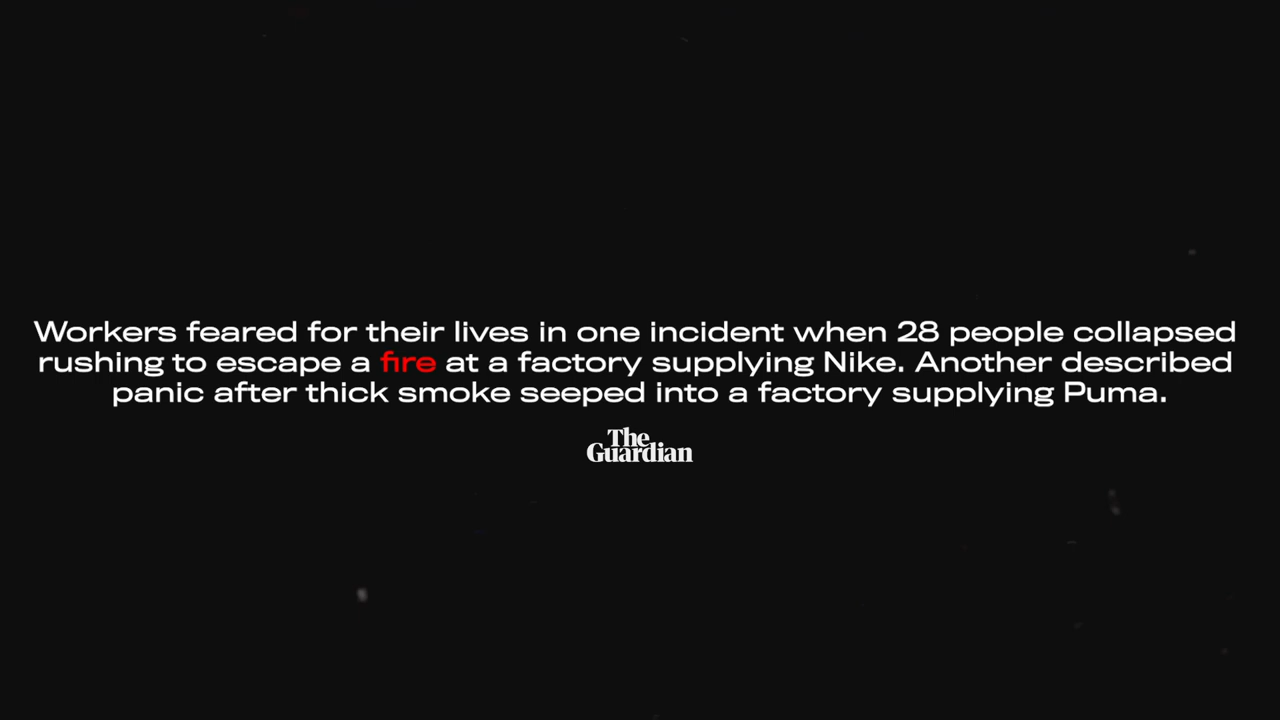 Workers feared for their lives in one incident when 28 people collapsed
rushing to escape a fire at a factory supplying Nike. Another described
panic after thick smoke seeped into a factory supplying Puma.
The
Guardian